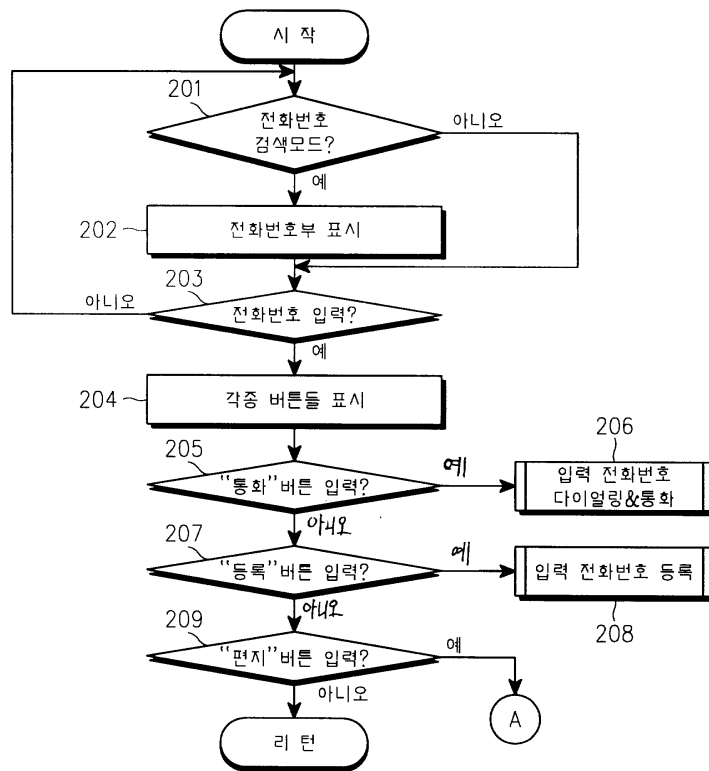 시 작
201
전화번호
검색모드?
아니오
예
202
전화번호부 표시
203
아니오
전화번호 입력?
예
204
각종 버튼들 표시
205
"통화"버튼 입력?
예
206
입력 전화번호
다이얼링&통화
아니오
207
"등록"버튼 입력?
예
입력 전화번호 등록
208
아니오
209
"편지"버튼 입력?
예
아니오
A
리 턴